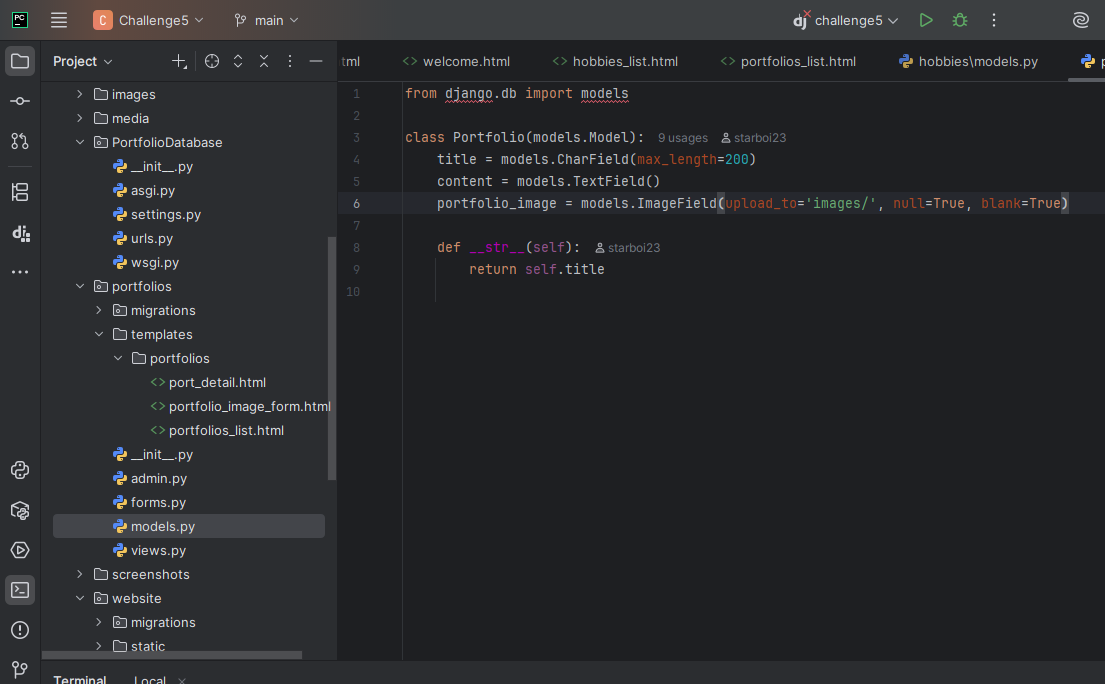 PC C Challenge5 main dj challenge5
Project
tml welcome.html hobbies_list.html portfolios_list.html hobbies\models.py
images
media
PortfolioDatabase
__init__.py
asgi.py
settings.py
urls.py
wsgi.py
portfolios
migrations
templates
portfolios
port_detail.html
portfolio_image_form.html
portfolios_list.html
__init__.py
admin.py
forms.py
models.py
views.py
screenshots
website
migrations
static
1 from django.db import models
2
3 class Portfolio(models.Model): 9 usages starboi23
4 title = models.CharField(max_length=200)
5 content = models.TextField()
6 portfolio_image = models.ImageField(upload_to='images/', null=True, blank=True)
7
8 def __str__(self): starboi23
9 return self.title
10
Terminal Local ×